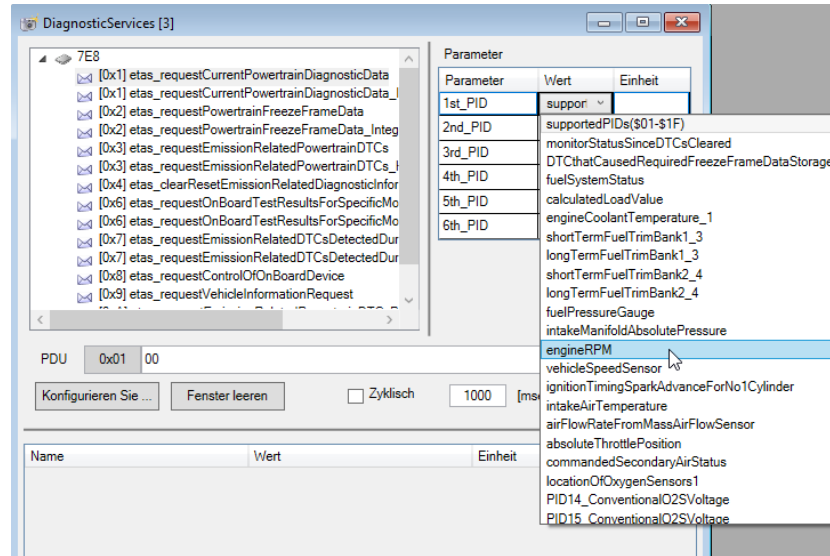 DiagnosticServices [3]
7E8
[0x1] etas_requestCurrentPowertrainDiagnosticData
[0x1] etas_requestCurrentPowertrainDiagnosticData_I
[0x2] etas_requestPowertrainFreezeFrameData
[0x2] etas_requestPowertrainFreezeFrameData_Integ
[0x3] etas_requestEmissionRelatedPowertrainDTCs
[0x3] etas_requestEmissionRelatedPowertrainDTCs_H
[0x4] etas_clearResetEmissionRelatedDiagnosticInfor
[0x6] etas_requestOnBoardTestResultsForSpecificMo
[0x6] etas_requestOnBoardTestResultsForSpecificMo
[0x7] etas_requestEmissionRelatedDTCsDetectedDur
[0x7] etas_requestEmissionRelatedDTCsDetectedDur
[0x8] etas_requestControlOfOnBoardDevice
[0x9] etas_requestVehicleInformationRequest
Parameter
Parameter Wert Einheit
1st_PID suppor
2nd_PID
3rd_PID
4th_PID
5th_PID
6th_PID
supportedPIDs($01-$1F)
monitorStatusSinceDTCsCleared
DTCthatCausedRequiredFreezeFrameDataStorage
fuelSystemStatus
calculatedLoadValue
engineCoolantTemperature_1
shortTermFuelTrimBank1_3
longTermFuelTrimBank1_3
shortTermFuelTrimBank2_4
longTermFuelTrimBank2_4
fuelPressureGauge
intakeManifoldAbsolutePressure
engineRPM
vehicleSpeedSensor
ignitionTimingSparkAdvanceForNo1Cylinder
intakeAirTemperature
airFlowRateFromMassAirFlowSensor
absoluteThrottlePosition
commandedSecondaryAirStatus
locationOfOxygenSensors1
PID14_ConventionalO2SVoltage
PID15_ConventionalO2SVoltage
PDU 0x01 00
Konfigurieren Sie ... Fenster leeren Zyklisch 1000 [mse
Name Wert Einheit